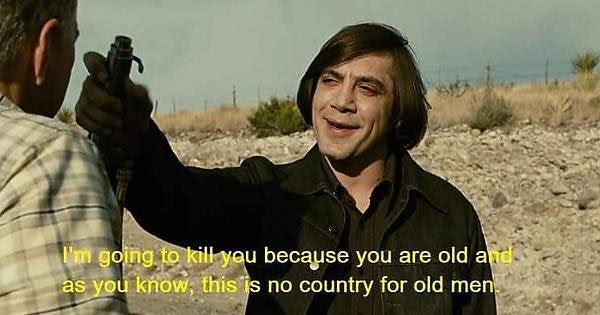 I'm going to kill you because you are old and
as you know, this is no country for old men.